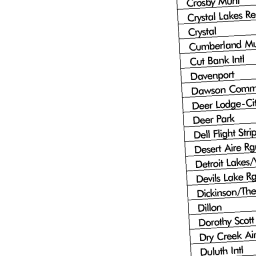 Crosby Muni
Crystal Lakes Re
Crystal
Cumberland Mu
Cut Bank Intl
Davenport
Dawson Comm
Deer Lodge-Cit
Deer Park
Dell Flight Strip
Desert Aire Rg
Detroit Lakes/
Devils Lake Rg
Dickinson/The
Dillon
Dorothy Scott
Dry Creek Air
Duluth Intl